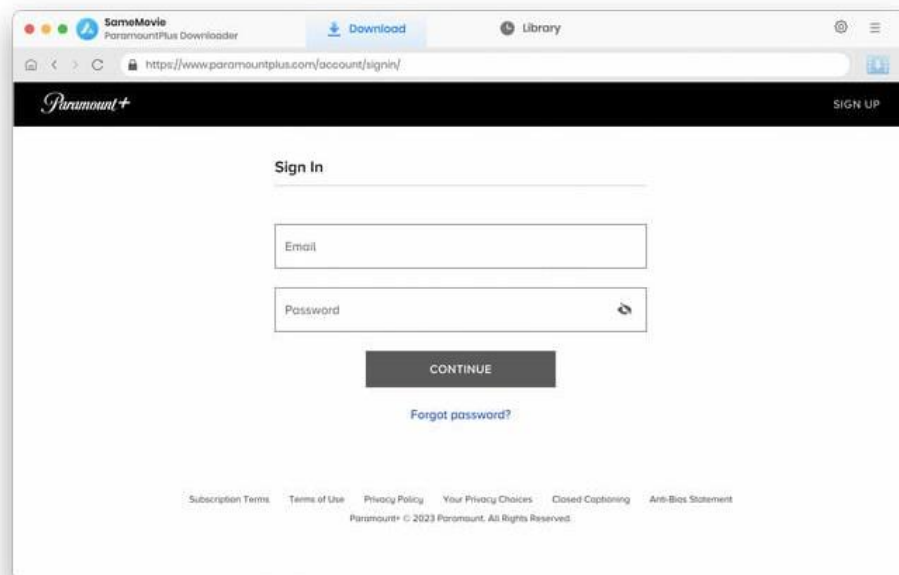 SameMovie
ParamountPlus Downloader
Download
Library
https://www.paramountplus.com/account/signin/
Paramount+
SIGN UP
Sign In
Email
Password
CONTINUE
Forgot password?
Subscription Terms Terms of Use Privacy Policy Your Privacy Choices Closed Captioning Anti-Bias Statement
Paramount+ © 2023 Paramount. All Rights Reserved.